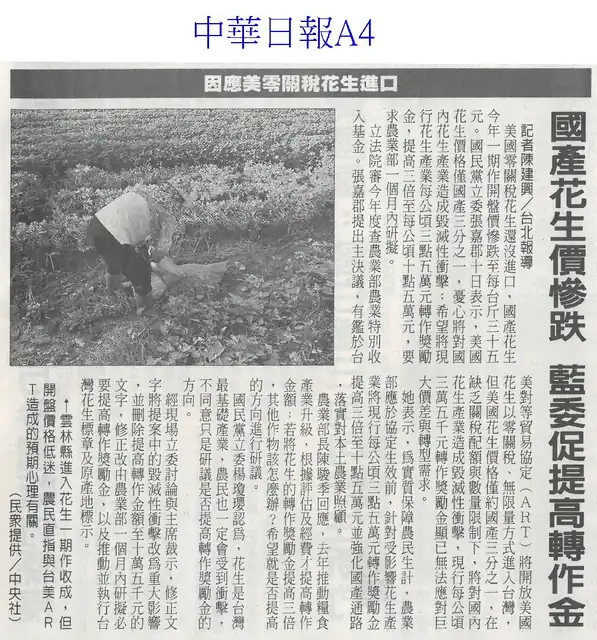 中華日報A4
因應美零關稅花生進口
國產花生價慘跌 藍委促提高轉作金
記者陳建興／台北報導
美國零關稅花生還沒進口，國產花生
今年一期作開盤價慘跌至每台斤三十五
元。國民黨立委張嘉郡十日表示，美國
花生價格僅國產三分之一，憂心將對國
內花生產業造成毀滅性衝擊；希望將現
行花生產業每公頃三點五萬元轉作獎勵
金，提高三倍至每公頃十點五萬元，要
求農業部一個月內研擬。
立法院審今年度查農業部農業特別收
入基金。張嘉郡提出主決議，有鑑於台
美對等貿易協定（ART）將開放美國
花生以零關稅、無限量方式進入台灣，
但美國花生價格僅約國產三分之一，在
缺乏關稅配額與數量限制下，將對國內
花生產業造成毀滅性衝擊，現行每公頃
三萬五千元轉作獎勵金顯已無法應對巨
大價差與轉型需求。
她表示，為實質保障農民生計，農業
部應於協定生效前，針對受影響花生產
業將現行每公頃三點五萬元轉作獎勵金
提高三倍至十點五萬元並強化國產通路
，落實對本土農業照顧。
農業部長陳駿季回應，去年推動糧食
產業升級，根據評估及經費才提高轉作
金額；若將花生的轉作獎勵金提高三倍
，其他作物該怎麼辦？希望就是否提高
的方向進行研議。
國民黨立委楊瓊瓔認為，花生是台灣
最基礎產業，農民也一定會受到衝擊，
不同意只是研議是否提高轉作獎勵金的
方向。
經現場立委討論與主席裁示，修正文
字將提案中的毀滅性衝擊改為重大影響
，並刪除提高轉作金額至十點五萬元的
文字，修正改由農業部一個月內研擬必
要提高轉作獎勵金，以及推動並執行台
灣花生標章及原產地標示。
↑雲林縣進入花生一期作收成，但
開盤價格低迷，農民直指與台美AR
T造成的預期心理有關。
（民眾提供／中央社）